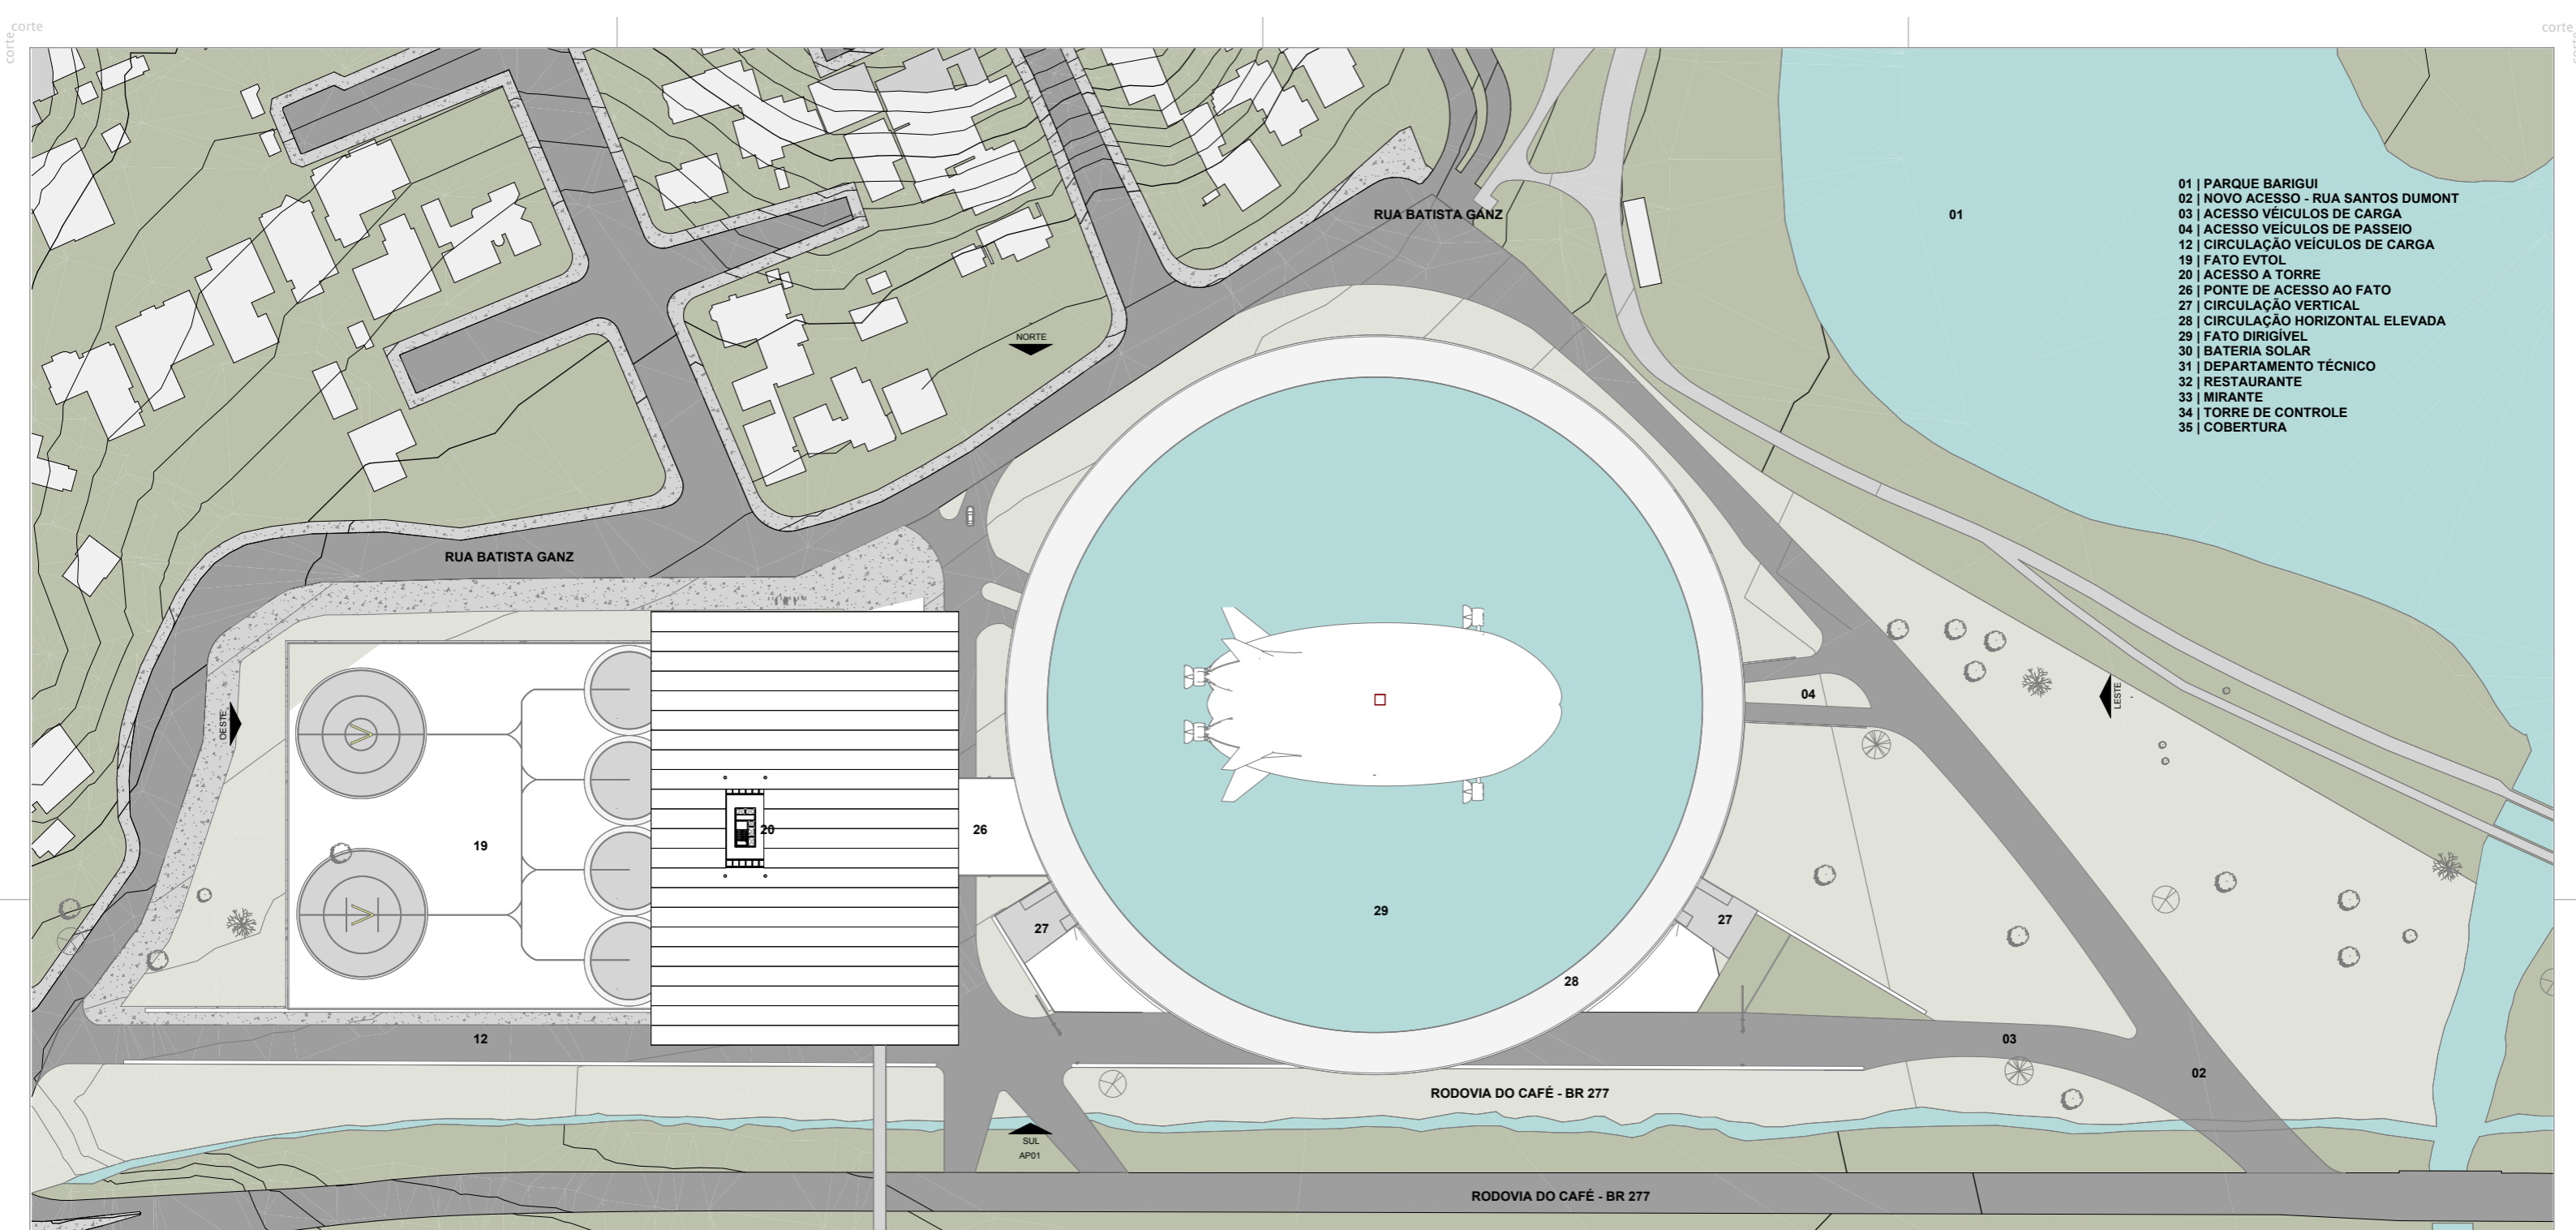 corte
corte
corte
corte
RUA BATISTA GANZ
01
01 | PARQUE BARIGUI
02 | NOVO ACESSO - RUA SANTOS DUMONT
03 | ACESSO VÉICULOS DE CARGA
04 | ACESSO VEÍCULOS DE PASSEIO
12 | CIRCULAÇÃO VEÍCULOS DE CARGA
19 | FATO EVTOL
20 | ACESSO A TORRE
26 | PONTE DE ACESSO AO FATO
27 | CIRCULAÇÃO VERTICAL
28 | CIRCULAÇÃO HORIZONTAL ELEVADA
29 | FATO DIRIGÍVEL
30 | BATERIA SOLAR
31 | DEPARTAMENTO TÉCNICO
32 | RESTAURANTE
33 | MIRANTE
34 | TORRE DE CONTROLE
35 | COBERTURA
NORTE
RUA BATISTA GANZ
OESTE
04
LESTE
V
20
26
19
V
27
29
27
28
12
03
02
RODOVIA DO CAFÉ - BR 277
SUL
AP01
RODOVIA DO CAFÉ - BR 277